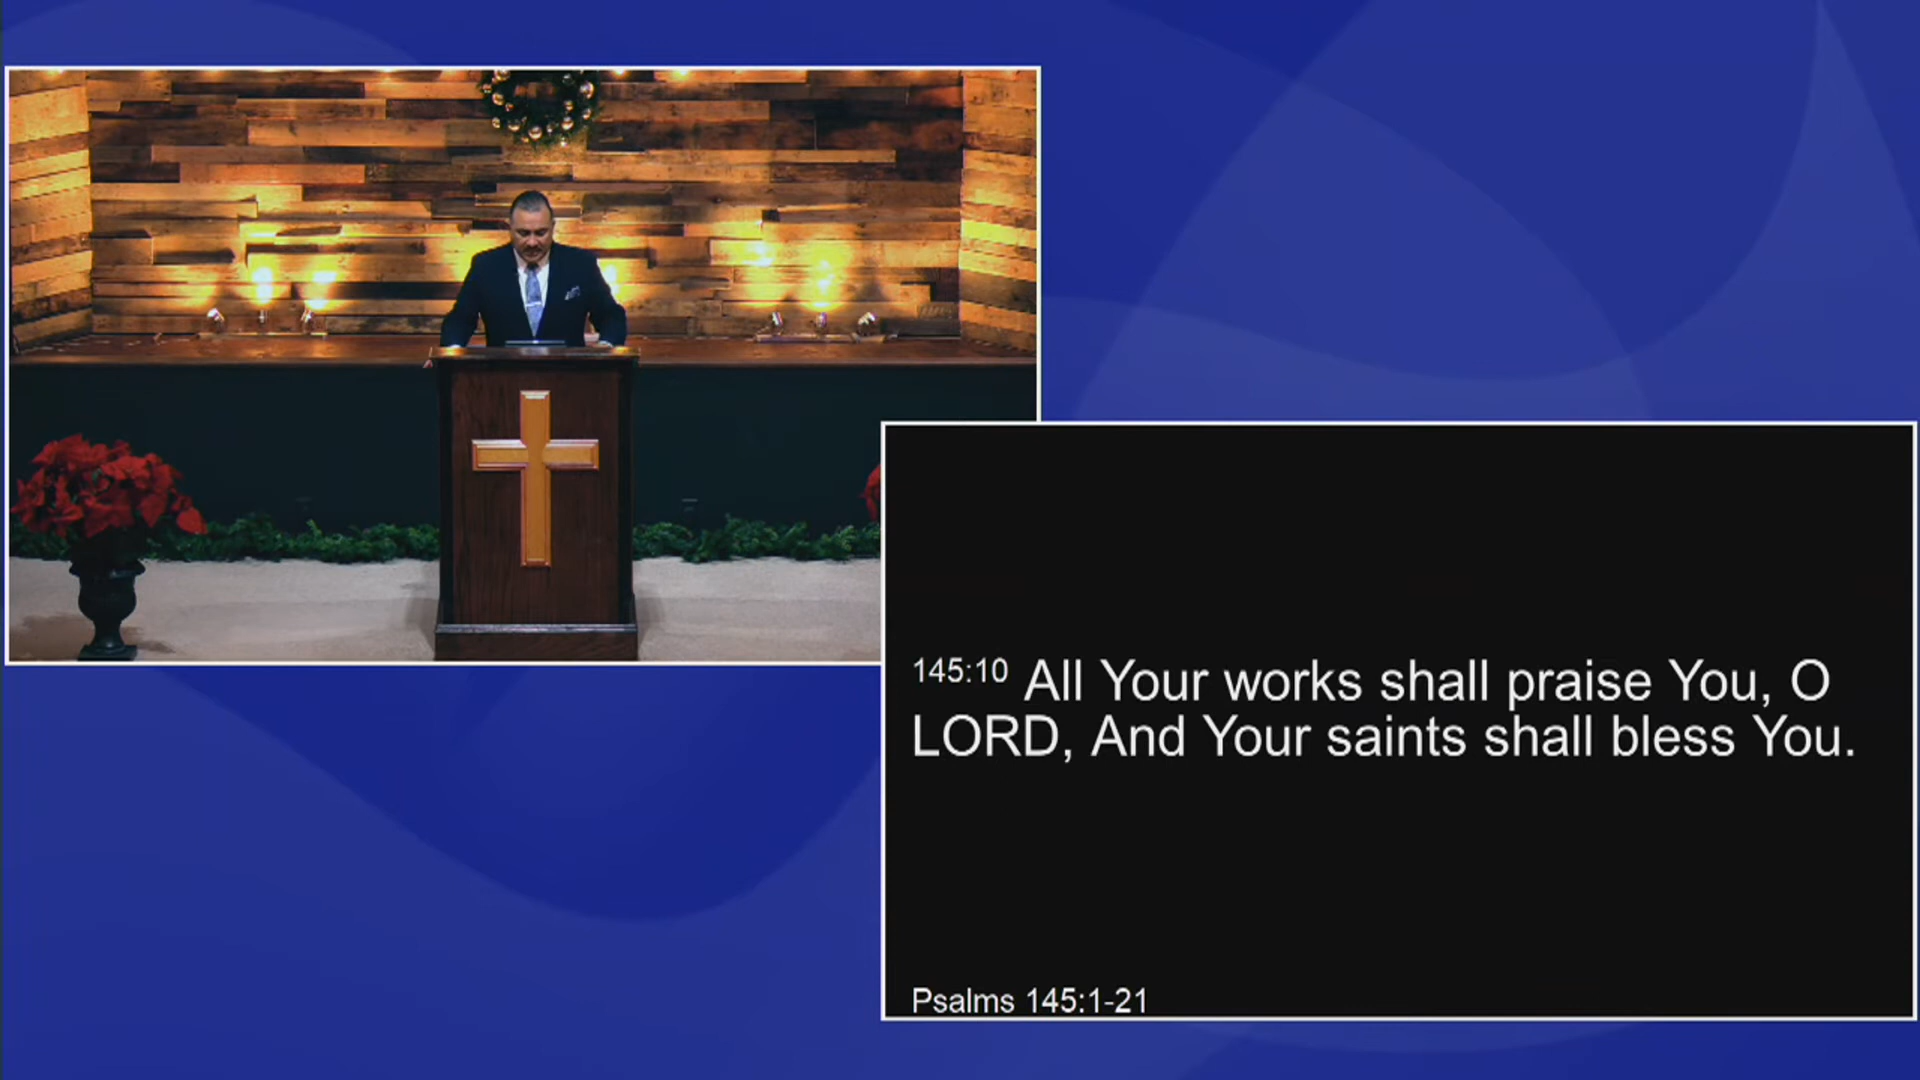 145:10 All Your works shall praise You, O
LORD, And Your saints shall bless You.
Psalms 145:1-21